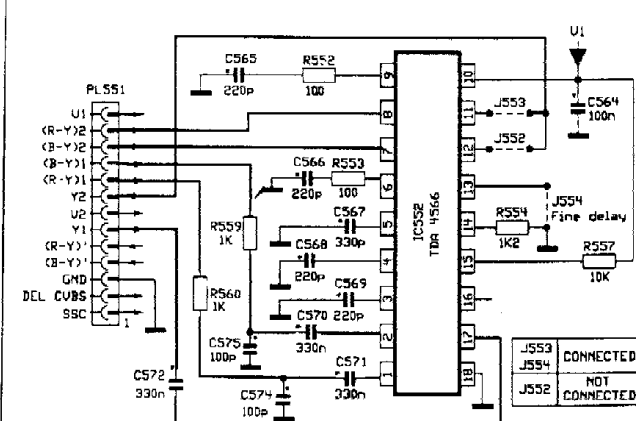 U1
C565
220p
R552
100
9
10
PL551
U1
(R-Y)2
(B-Y)2
(B-Y)1
(R-Y)1
Y2
U2
Y1
(R-Y)'
(B-Y)'
GND
DEL CVBS
SSC
1
8
7
11
J553
12
J552
C564
100n
C566
220p
R553
100
6
13
J554
Fine delay
R559
1K
C567
330p
5
14
R554
1K2
IC552
TDA 4566
C568
220p
4
15
R557
10K
R560
1K
C569
220p
3
16
C575
100p
C570
330n
2
17
C572
330n
C574
100p
C571
330n
1
18
J553
J554
CONNECTED
J552
NOT
CONNECTED